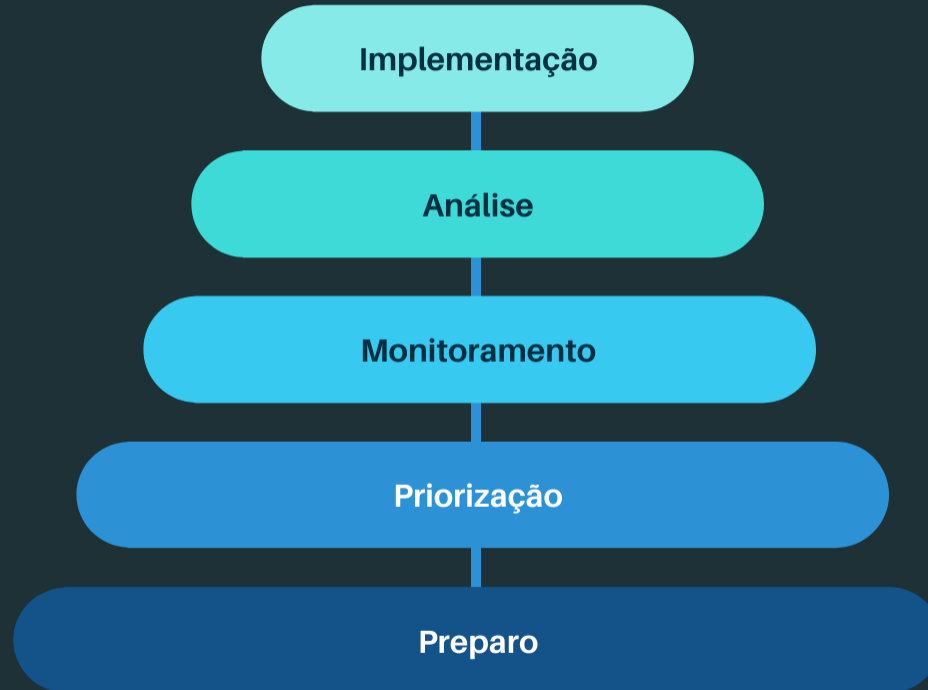 Implementação
Análise
Monitoramento
Priorização
Preparo